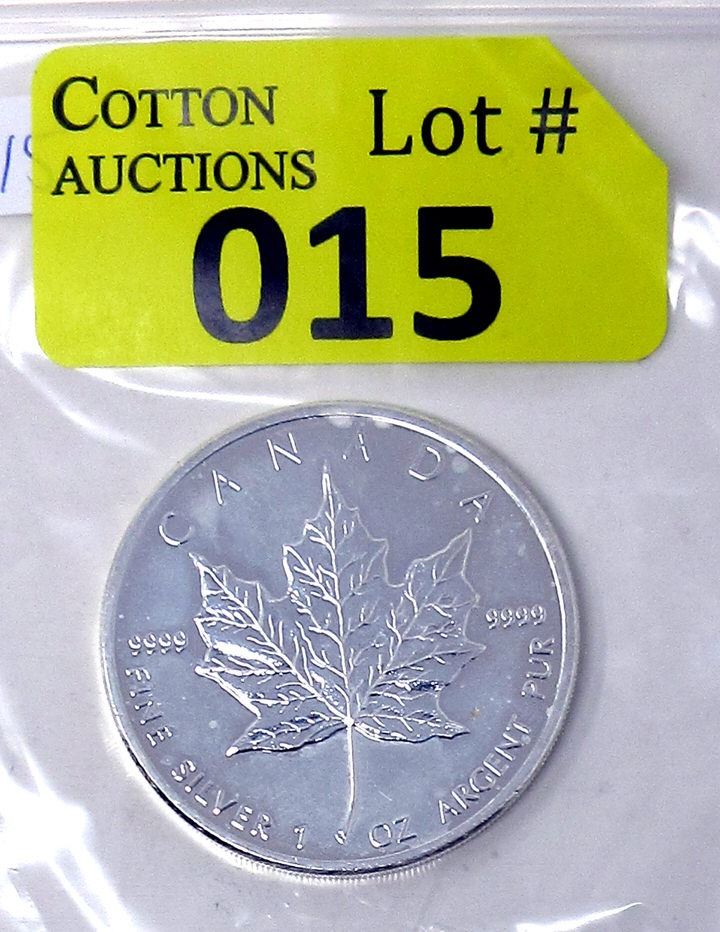 COTTON
AUCTIONS
Lot #
015
CANADA
9999
9999
FINE SILVER 1 OZ ARGENT PUR